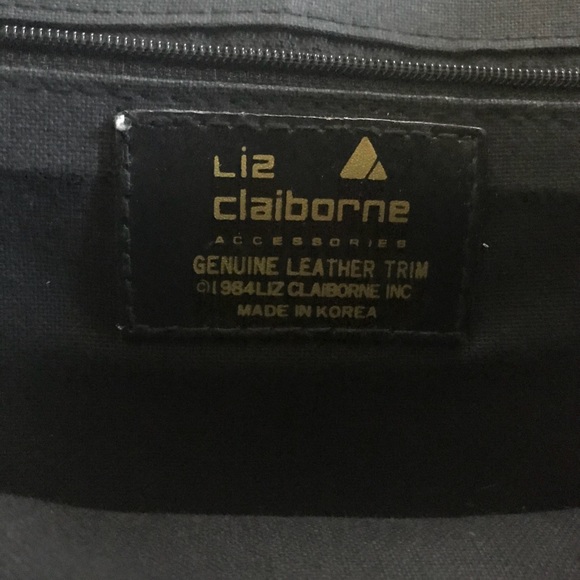 Liz
claiborne
ACCESSORIES
GENUINE LEATHER TRIM
©1984LIZ CLAIBORNE INC
MADE IN KOREA